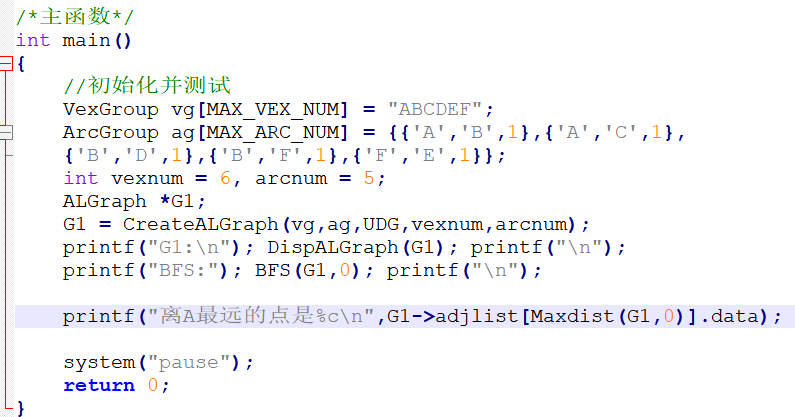 /*主函数*/
int main()
{
    //初始化并测试
    VexGroup vg[MAX_VEX_NUM] = "ABCDEF";
    ArcGroup ag[MAX_ARC_NUM] = {{'A','B',1},{'A','C',1},
    {'B','D',1},{'B','F',1},{'F','E',1}};
    int vexnum = 6, arcnum = 5;
    ALGraph *G1;
    G1 = CreateALGraph(vg,ag,UDG,vexnum,arcnum);
    printf("G1:\n"); DispALGraph(G1); printf("\n");
    printf("BFS:"); BFS(G1,0); printf("\n");
    printf("离A最远的点是%c\n",G1->adjlist[Maxdist(G1,0)].data);
    system("pause");
    return 0;
}